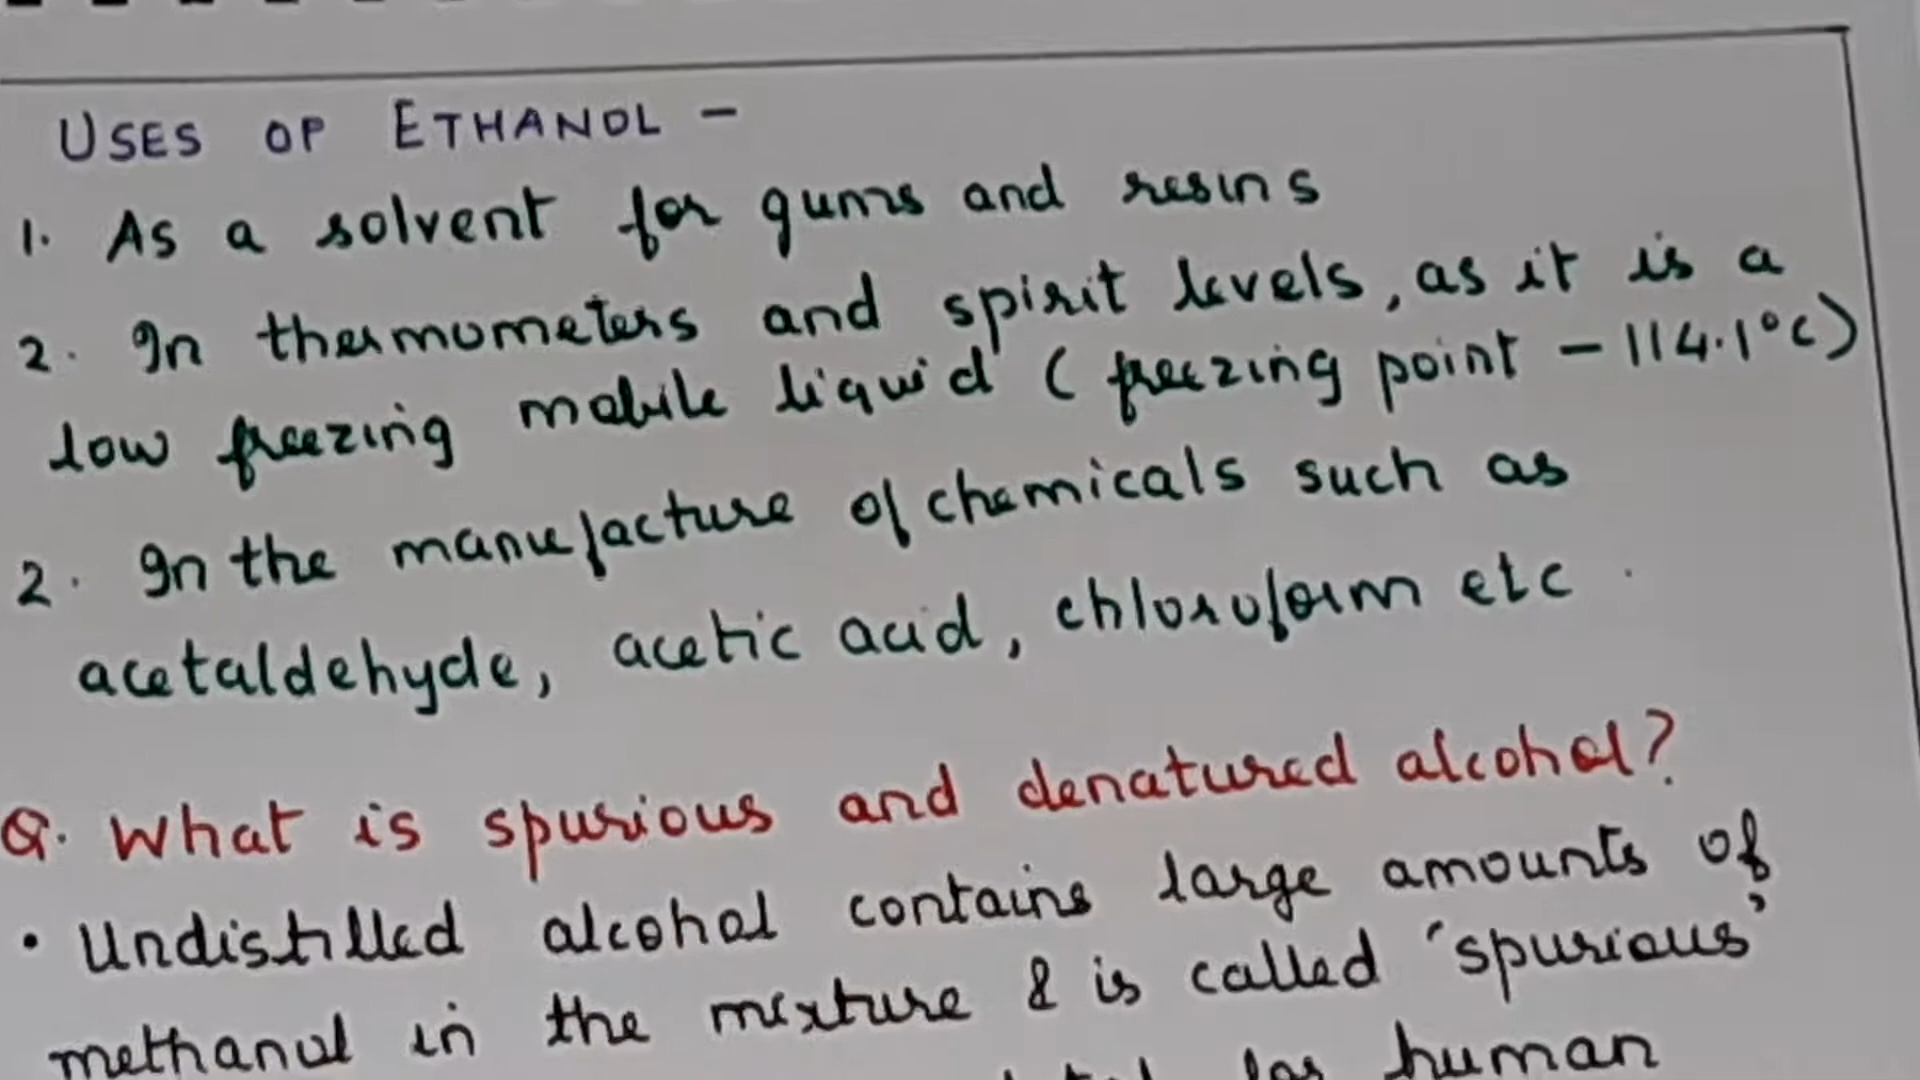 USES OF ETHANOL -
1. As a solvent for gums and resins
2. In thermometers and spirit levels, as it is a
low freezing mobile liquid (freezing point - 114.1°C)
2. In the manufacture of chemicals such as
acetaldehyde, acetic acid, chloroform etc.
Q. What is spurious and denatured alcohol?
• Undistilled alcohol contains large amounts of
methanol in the mixture & is called 'spurious'
for human